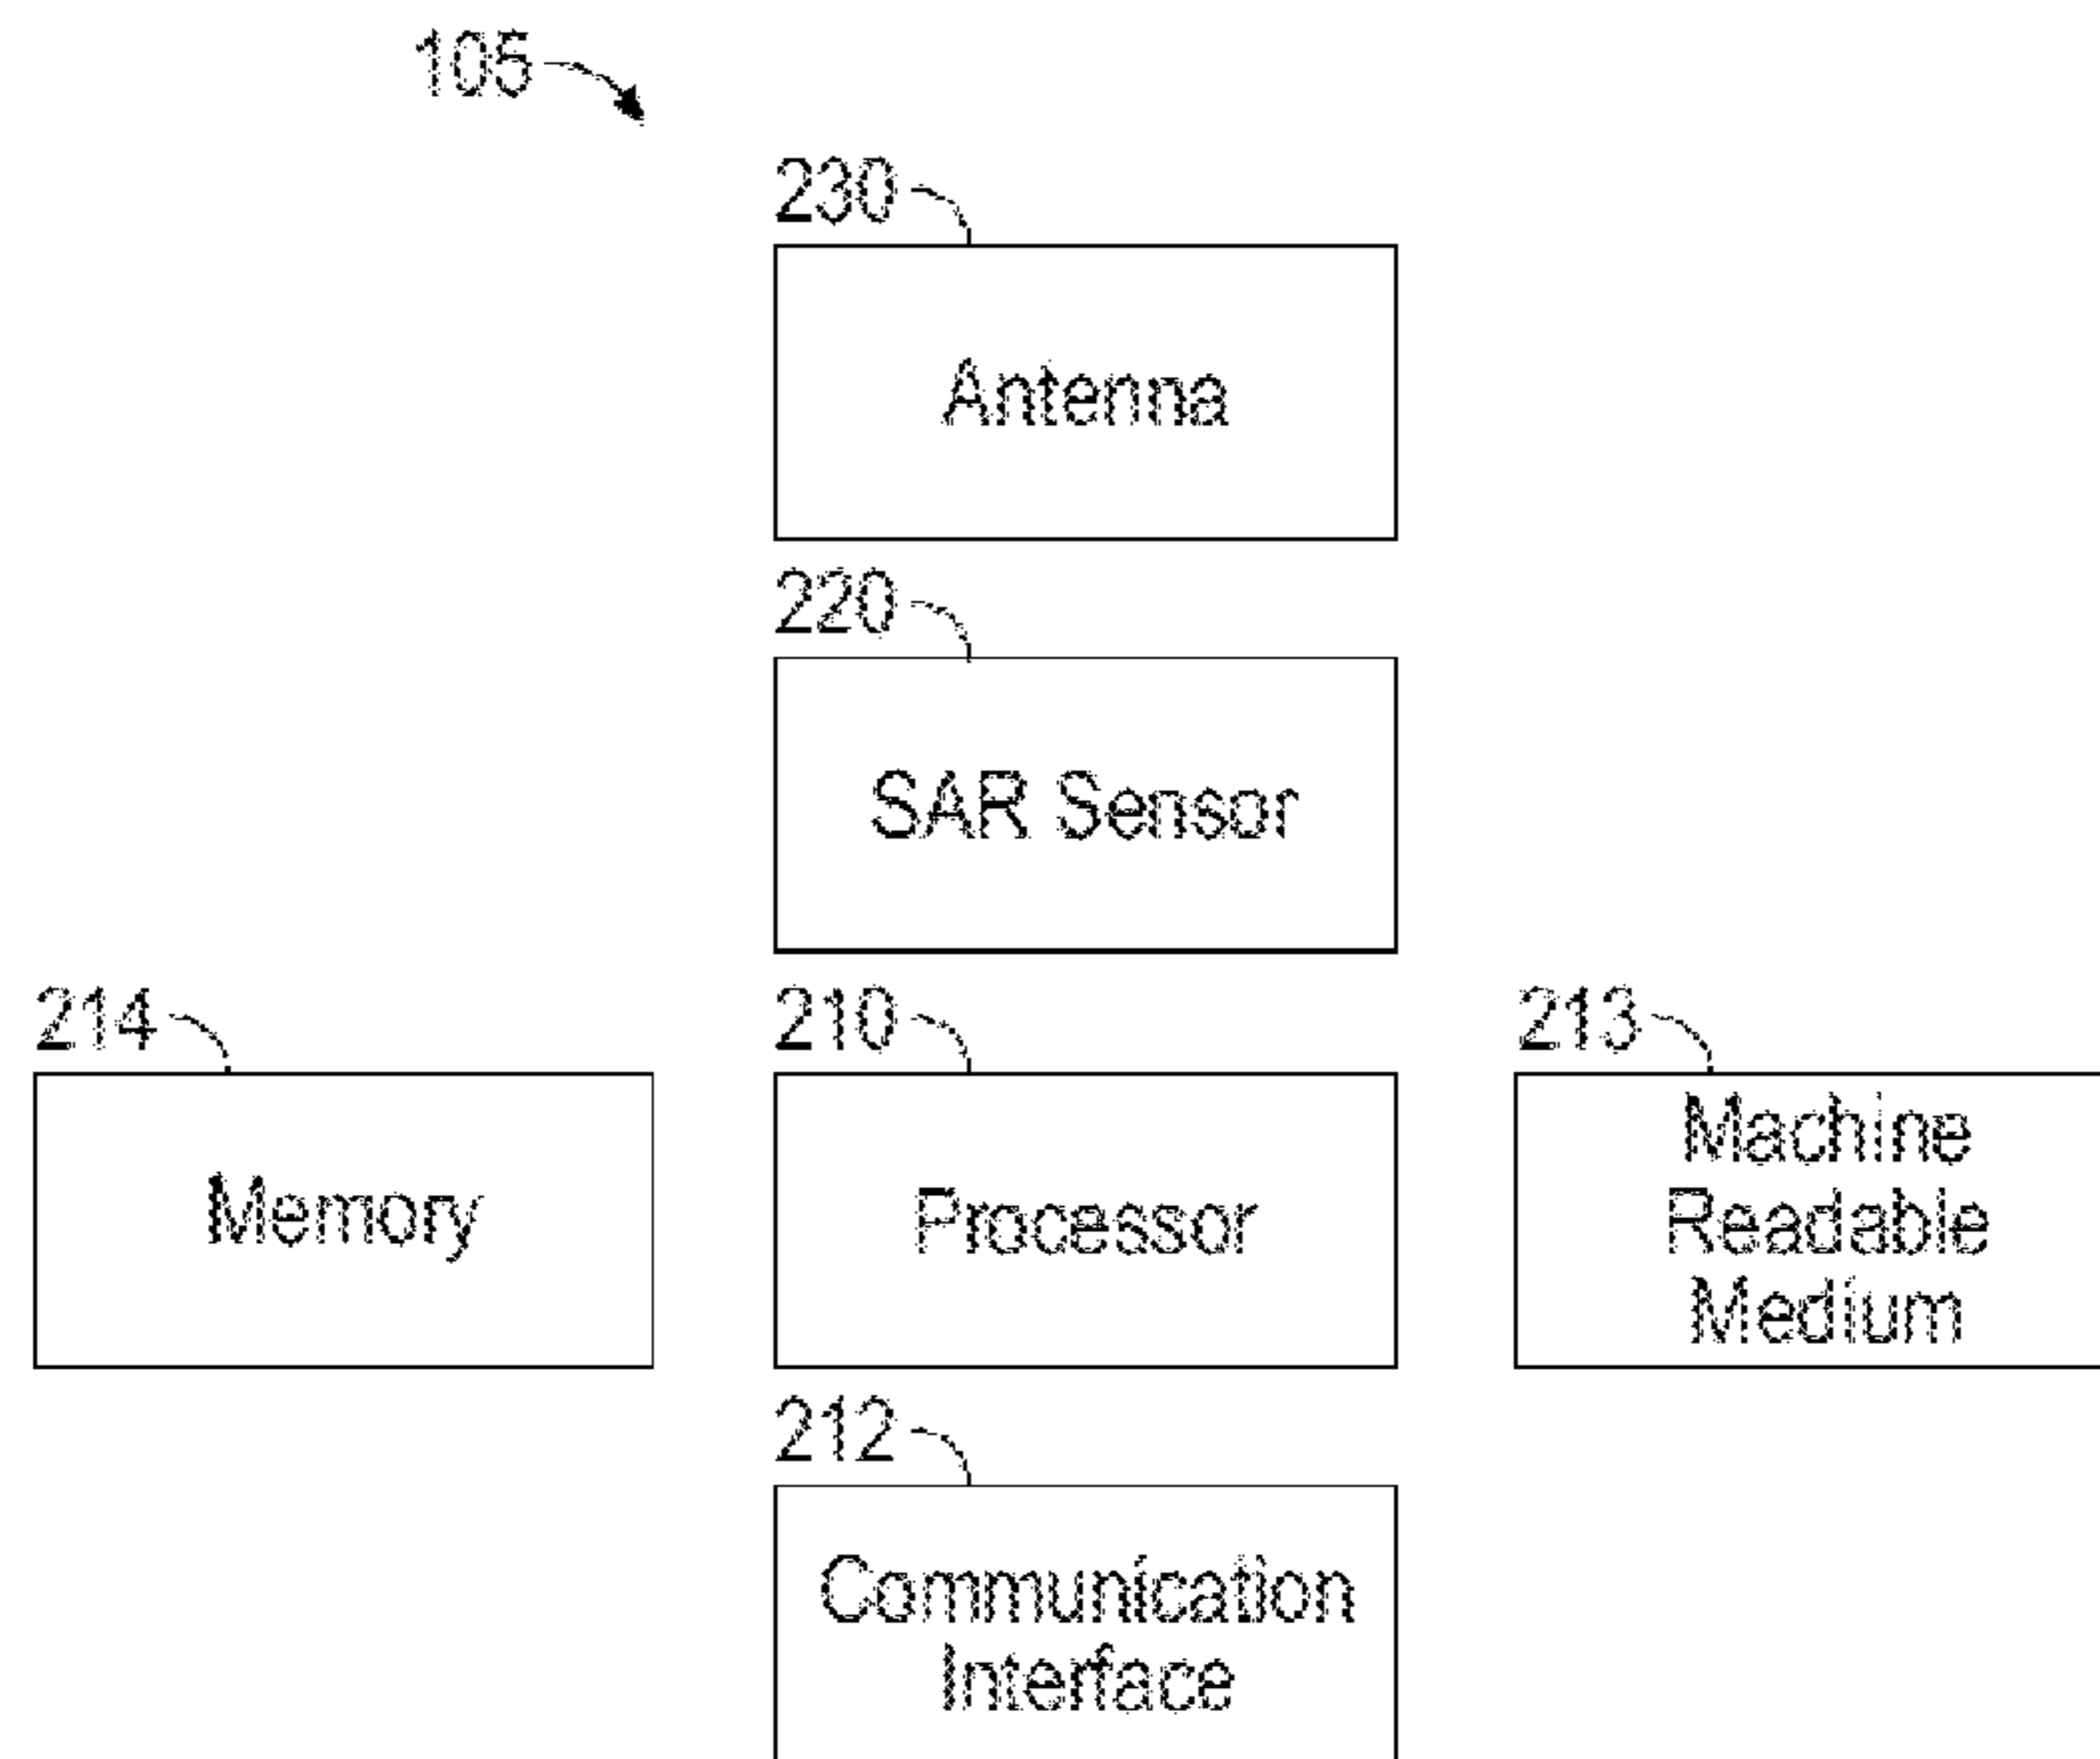 105
230
Antenna
220
SAR Sensor
214
210
213
Memory
Processor
Machine
Readable
Medium
212
Communication
Interface